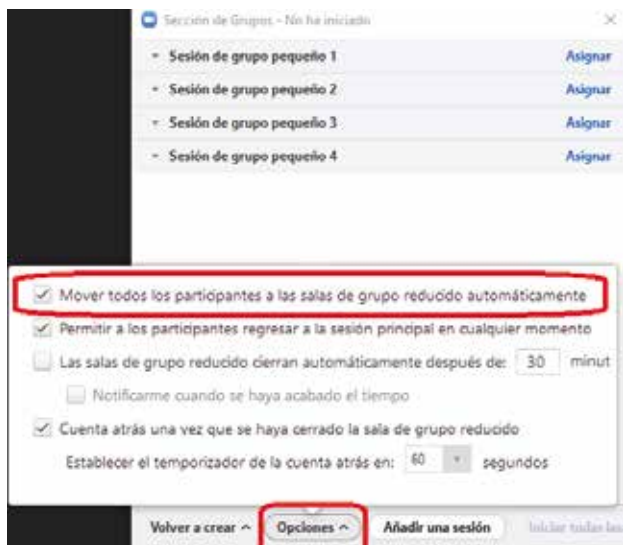 Sección de Grupos - No ha iniciado
Sesión de grupo pequeño 1 Asignar
Sesión de grupo pequeño 2 Asignar
Sesión de grupo pequeño 3 Asignar
Sesión de grupo pequeño 4 Asignar
Mover todos los participantes a las salas de grupo reducido automáticamente
Permitir a los participantes regresar a la sesión principal en cualquier momento
Las salas de grupo reducido cierran automáticamente después de: 30 minut
Notificarme cuando se haya acabado el tiempo
Cuenta atrás una vez que se haya cerrado la sala de grupo reducido
Establecer el temporizador de la cuenta atrás en: 60 segundos
Volver a crear Opciones Añadir una sesión Iniciar todas las